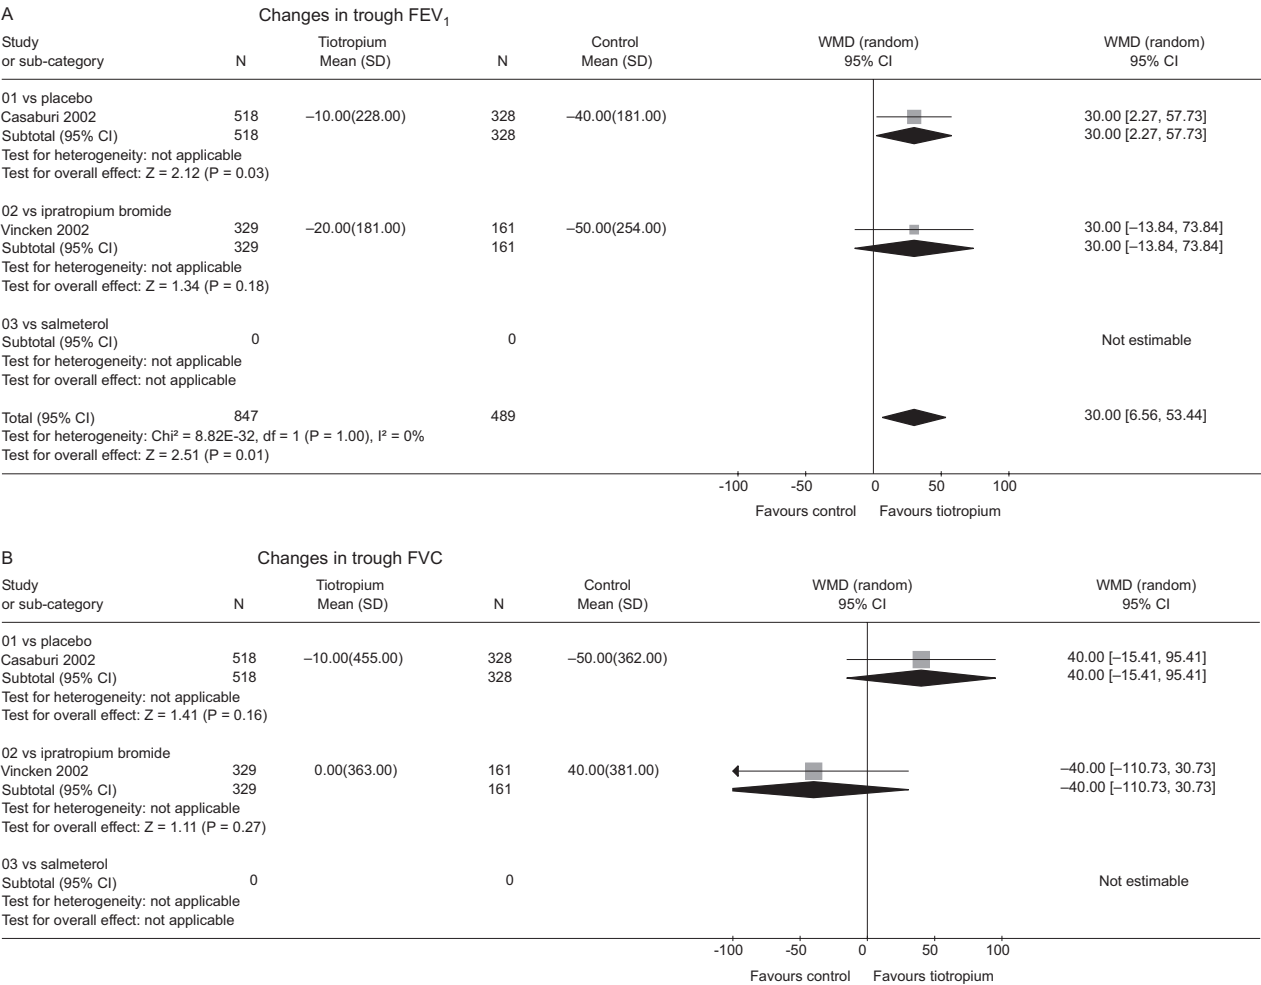 A Changes in trough FEV1
Study Tiotropium Control WMD (random) WMD (random)
or sub-category N Mean (SD) N Mean (SD) 95% CI 95% CI
01 vs placebo
Casaburi 2002 518 –10.00(228.00) 328 –40.00(181.00) 30.00 [2.27, 57.73]
Subtotal (95% CI) 518 328 30.00 [2.27, 57.73]
Test for heterogeneity: not applicable
Test for overall effect: Z = 2.12 (P = 0.03)
02 vs ipratropium bromide
Vincken 2002 329 –20.00(181.00) 161 –50.00(254.00) 30.00 [–13.84, 73.84]
Subtotal (95% CI) 329 161 30.00 [–13.84, 73.84]
Test for heterogeneity: not applicable
Test for overall effect: Z = 1.34 (P = 0.18)
03 vs salmeterol
Subtotal (95% CI) 0 0 Not estimable
Test for heterogeneity: not applicable
Test for overall effect: not applicable
Total (95% CI) 847 489 30.00 [6.56, 53.44]
Test for heterogeneity: Chi² = 8.82E-32, df = 1 (P = 1.00), I² = 0%
Test for overall effect: Z = 2.51 (P = 0.01)
-100 -50 0 50 100
Favours control Favours tiotropium
B Changes in trough FVC
Study Tiotropium Control WMD (random) WMD (random)
or sub-category N Mean (SD) N Mean (SD) 95% CI 95% CI
01 vs placebo
Casaburi 2002 518 –10.00(455.00) 328 –50.00(362.00) 40.00 [–15.41, 95.41]
Subtotal (95% CI) 518 328 40.00 [–15.41, 95.41]
Test for heterogeneity: not applicable
Test for overall effect: Z = 1.41 (P = 0.16)
02 vs ipratropium bromide
Vincken 2002 329 0.00(363.00) 161 40.00(381.00) –40.00 [–110.73, 30.73]
Subtotal (95% CI) 329 161 –40.00 [–110.73, 30.73]
Test for heterogeneity: not applicable
Test for overall effect: Z = 1.11 (P = 0.27)
03 vs salmeterol
Subtotal (95% CI) 0 0 Not estimable
Test for heterogeneity: not applicable
Test for overall effect: not applicable
-100 -50 0 50 100
Favours control Favours tiotropium